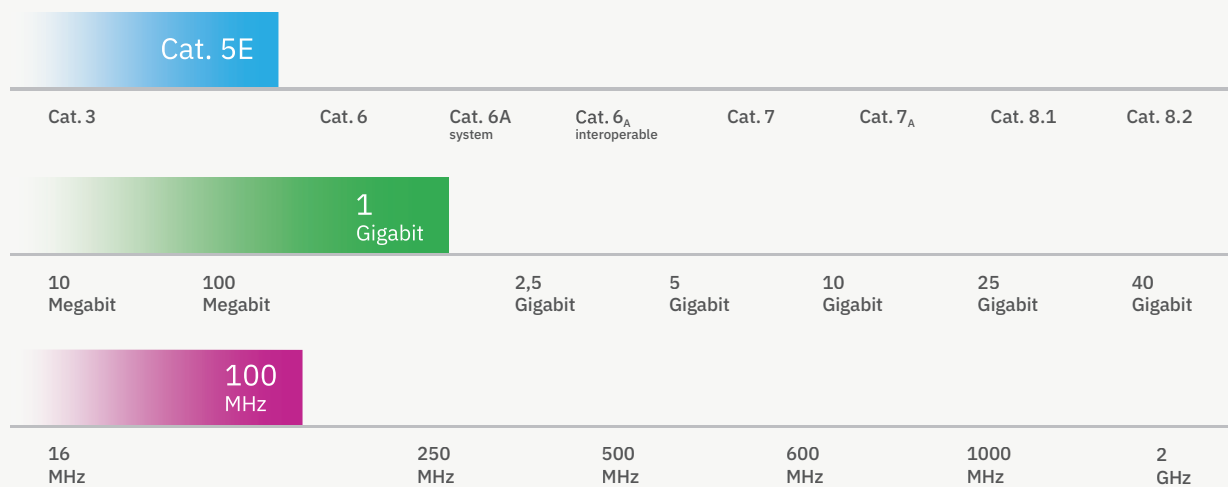 Cat. 5E
Cat. 3 Cat. 6 Cat. 6A Cat. 6A Cat. 7 Cat. 7A Cat. 8.1 Cat. 8.2
system interoperable
1
Gigabit
10 100 2,5 5 10 25 40
Megabit Megabit Gigabit Gigabit Gigabit Gigabit Gigabit
100
MHz
16 250 500 600 1000 2
MHz MHz MHz MHz MHz GHz